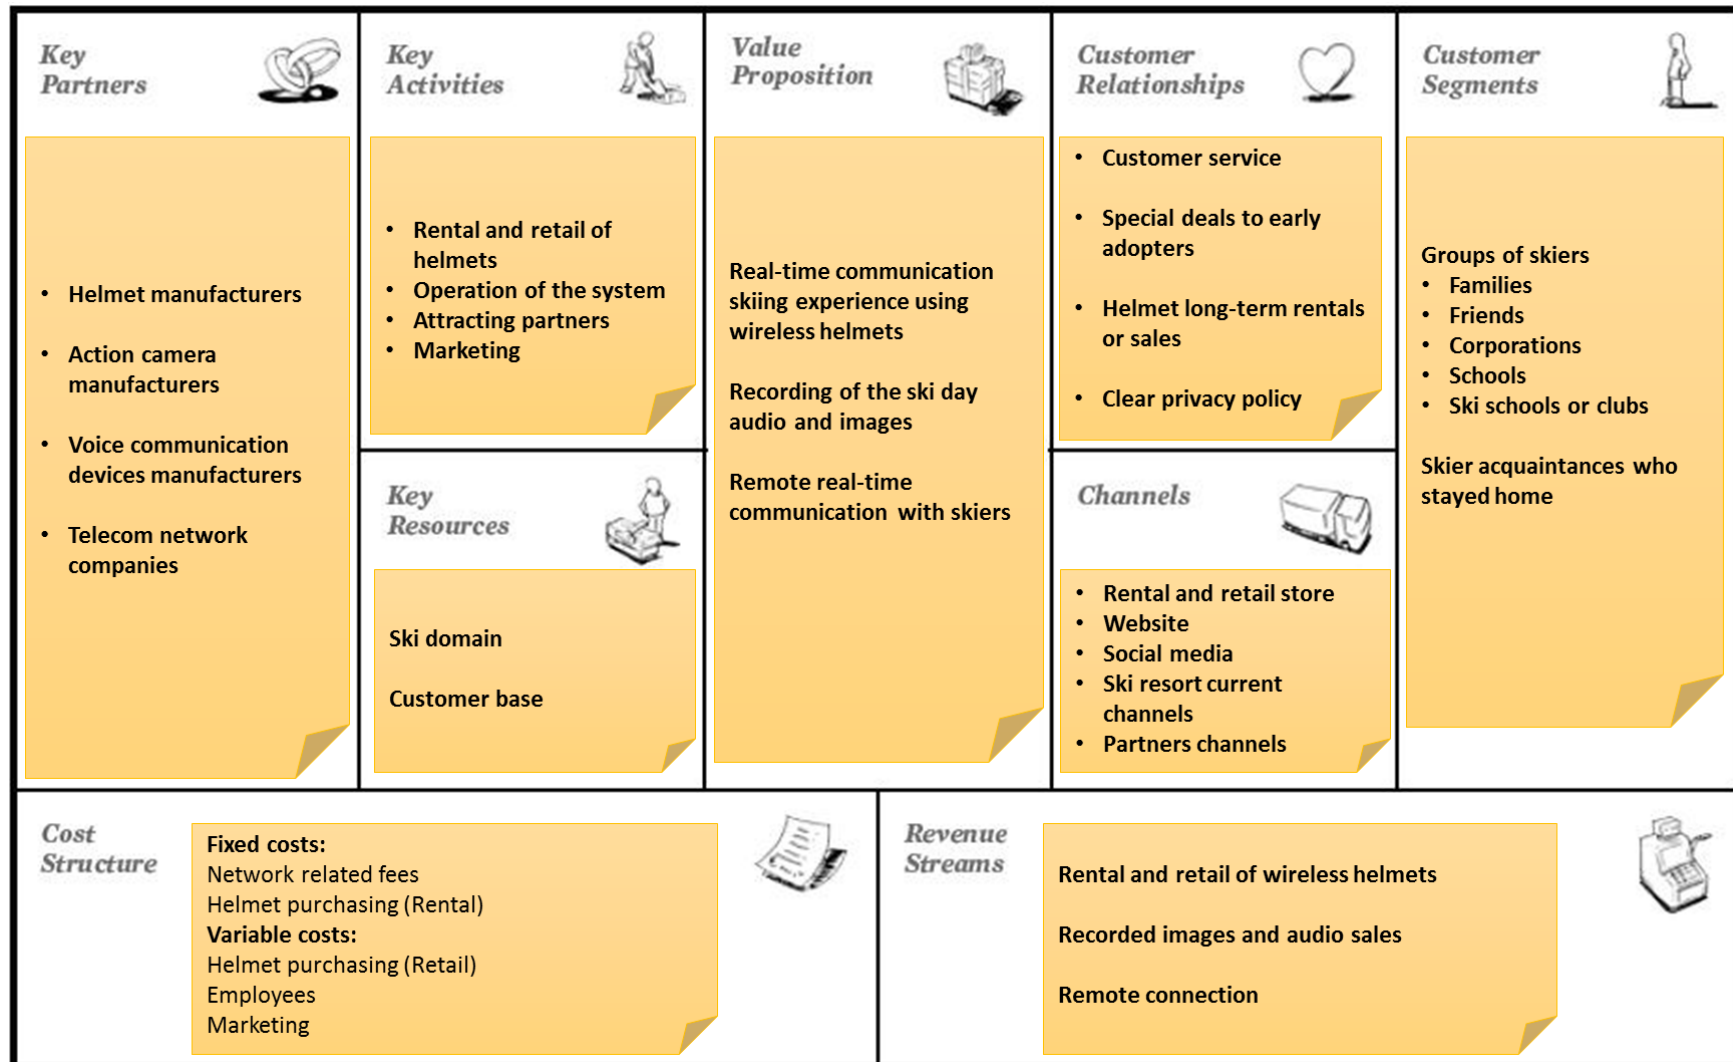 Key
Partners
• Helmet manufacturers
• Action camera
manufacturers
• Voice communication
devices manufacturers
• Telecom network
companies
Key
Activities
• Rental and retail of
helmets
• Operation of the system
• Attracting partners
• Marketing
Key
Resources
Ski domain
Customer base
Value
Proposition
Real-time communication
skiing experience using
wireless helmets
Recording of the ski day
audio and images
Remote real-time
communication with skiers
Customer
Relationships
• Customer service
• Special deals to early
adopters
• Helmet long-term rentals
or sales
• Clear privacy policy
Channels
• Rental and retail store
• Website
• Social media
• Ski resort current
channels
• Partners channels
Customer
Segments
Groups of skiers
• Families
• Friends
• Corporations
• Schools
• Ski schools or clubs
Skier acquaintances who
stayed home
Cost
Structure
Fixed costs:
Network related fees
Helmet purchasing (Rental)
Variable costs:
Helmet purchasing (Retail)
Employees
Marketing
Revenue
Streams
Rental and retail of wireless helmets
Recorded images and audio sales
Remote connection